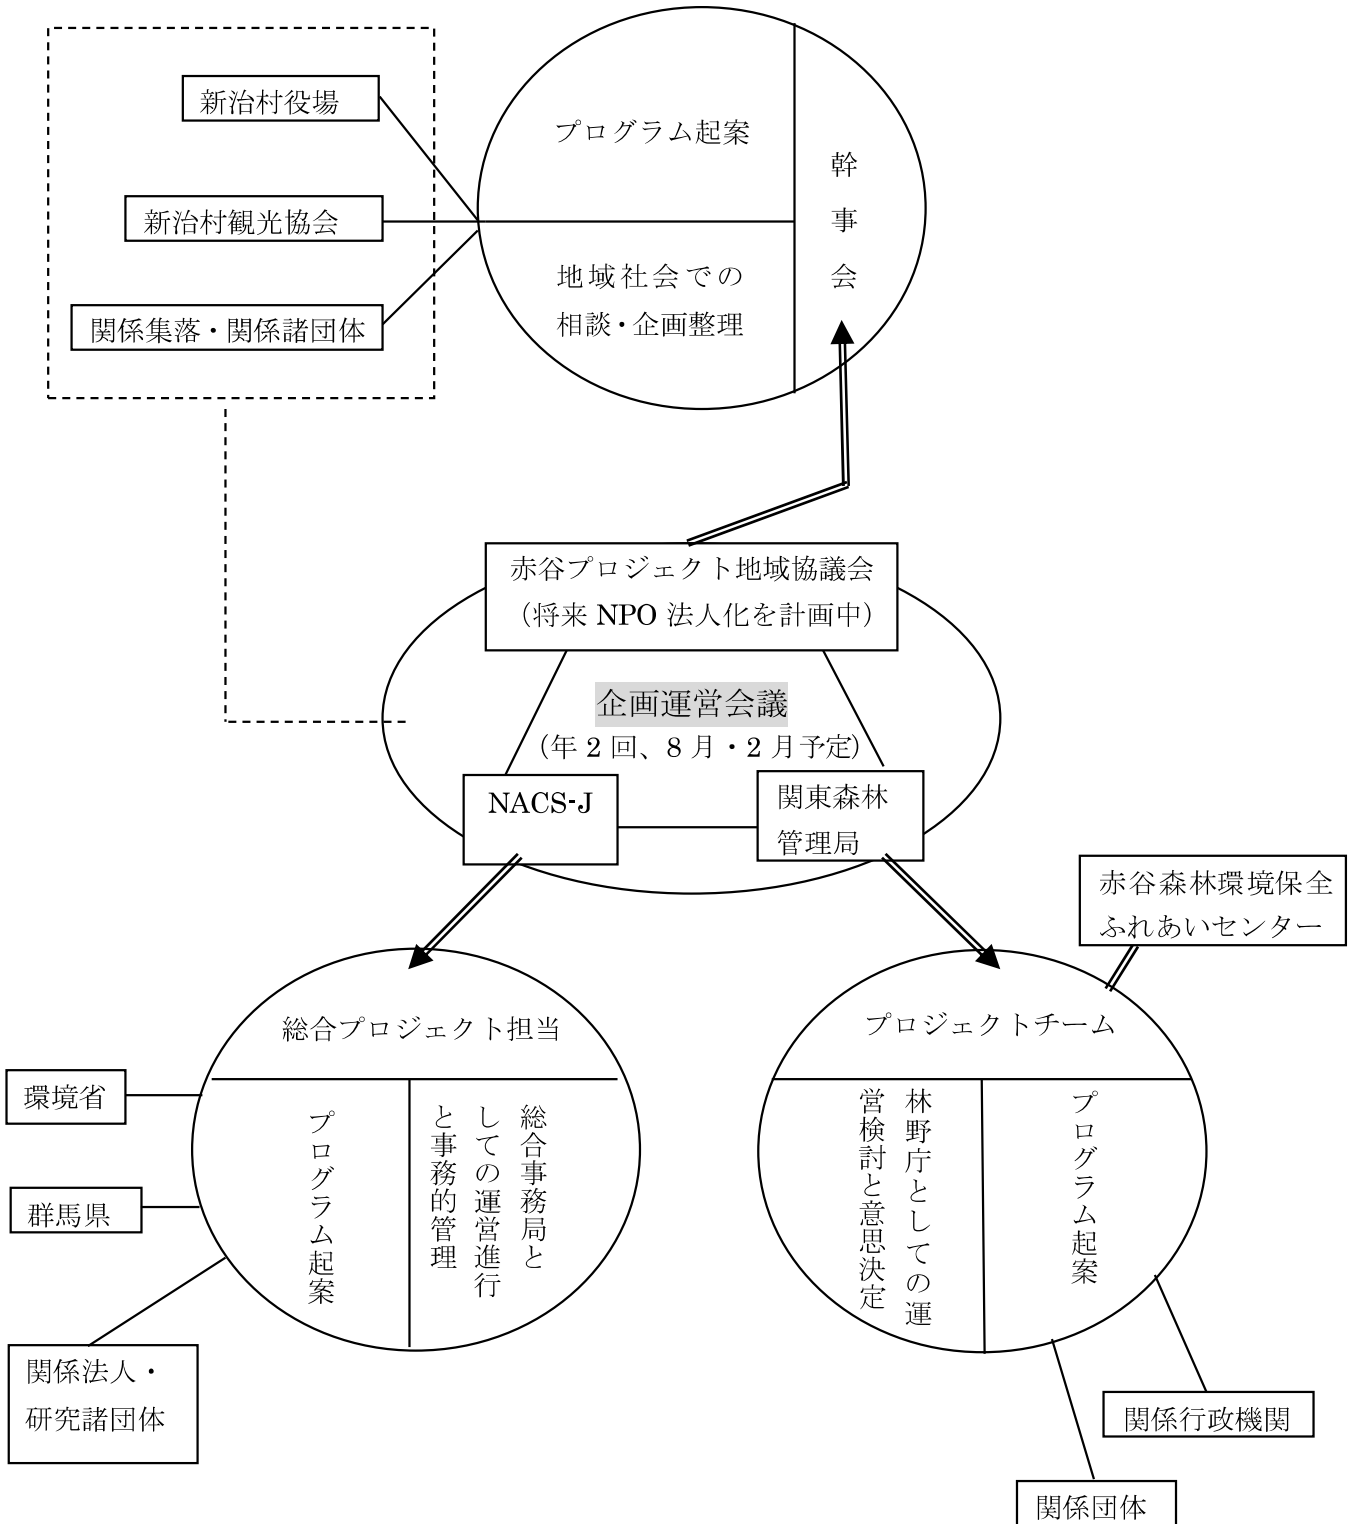 新治村役場
新治村観光協会
関係集落・関係諸団体
プログラム起案
地域社会での
相談・企画整理
幹事会
赤谷プロジェクト地域協議会
（将来 NPO 法人化を計画中）
企画運営会議
（年 2 回、8 月・2 月予定）
NACS-J
関東森林
管理局
赤谷森林環境保全
ふれあいセンター
総合プロジェクト担当
総合事務局と
しての運営進行
と事務的管理
プログラム起案
環境省
群馬県
関係法人・
研究諸団体
プロジェクトチーム
プログラム起案
林野庁としての運
営検討と意思決定
関係行政機関
関係団体